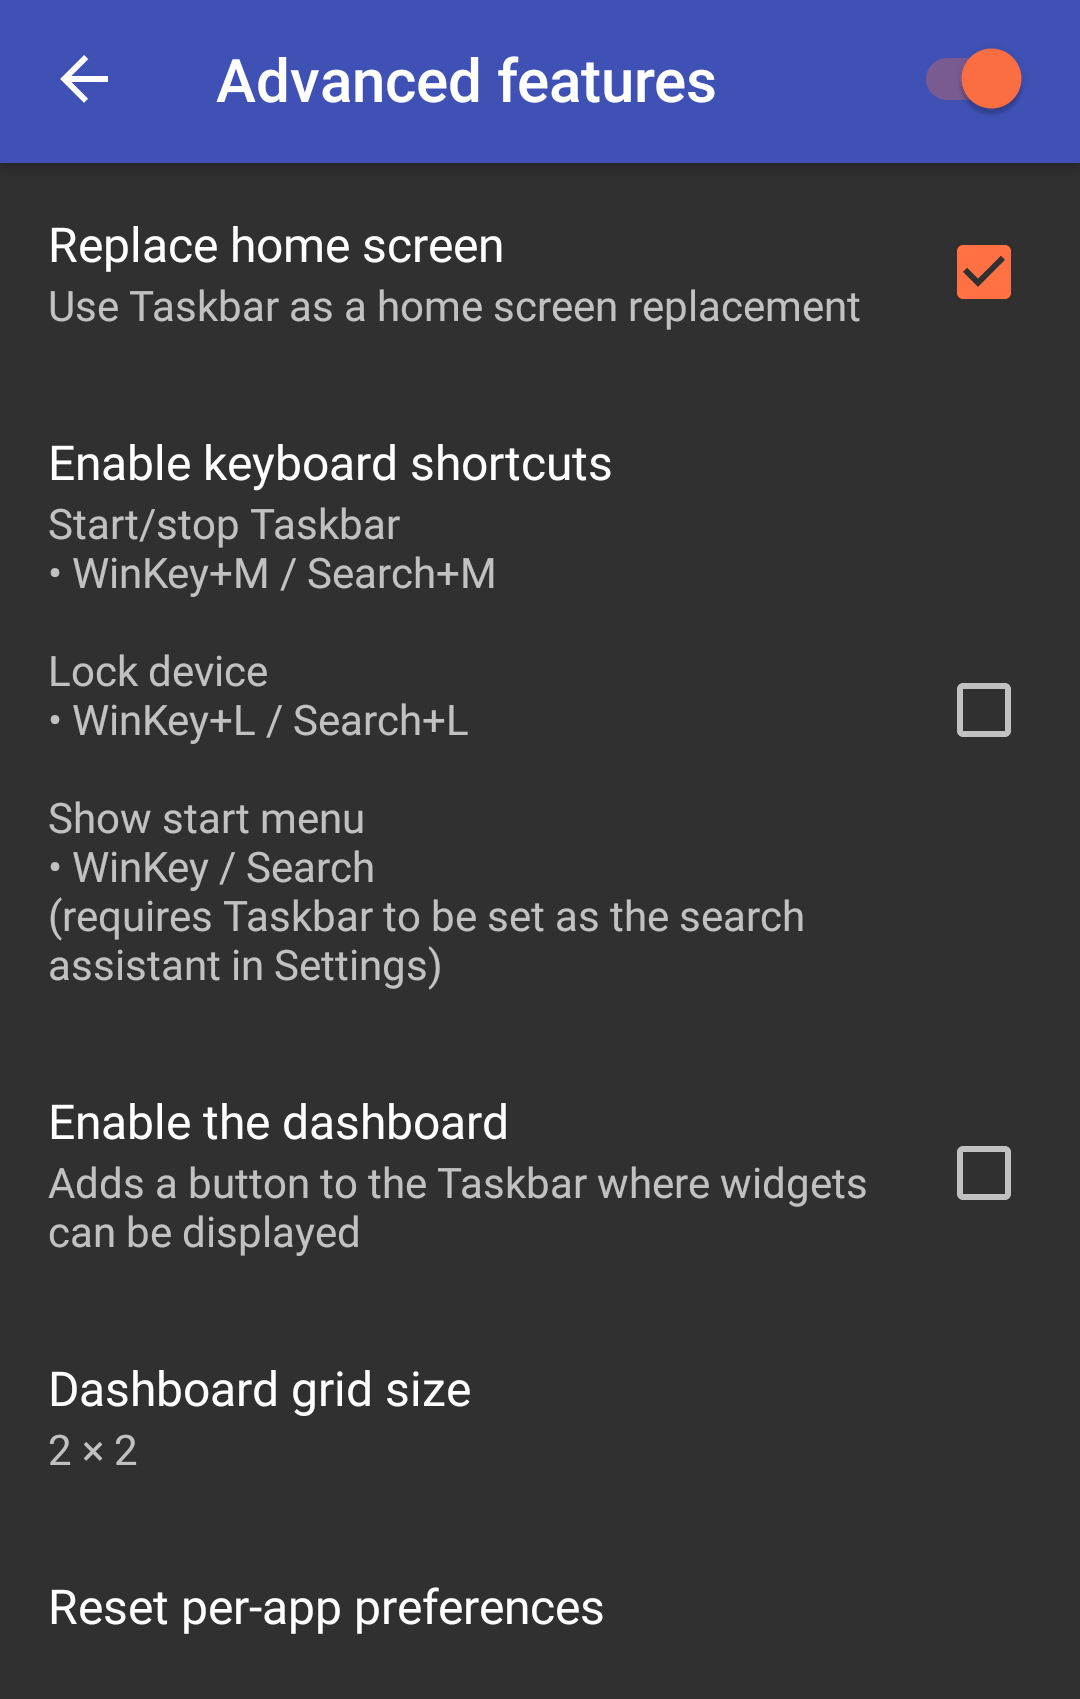 Advanced features
Replace home screen
Use Taskbar as a home screen replacement
Enable keyboard shortcuts
Start/stop Taskbar
• WinKey+M / Search+M
Lock device
• WinKey+L / Search+L
Show start menu
• WinKey / Search
(requires Taskbar to be set as the search
assistant in Settings)
Enable the dashboard
Adds a button to the Taskbar where widgets
can be displayed
Dashboard grid size
2 × 2
Reset per-app preferences